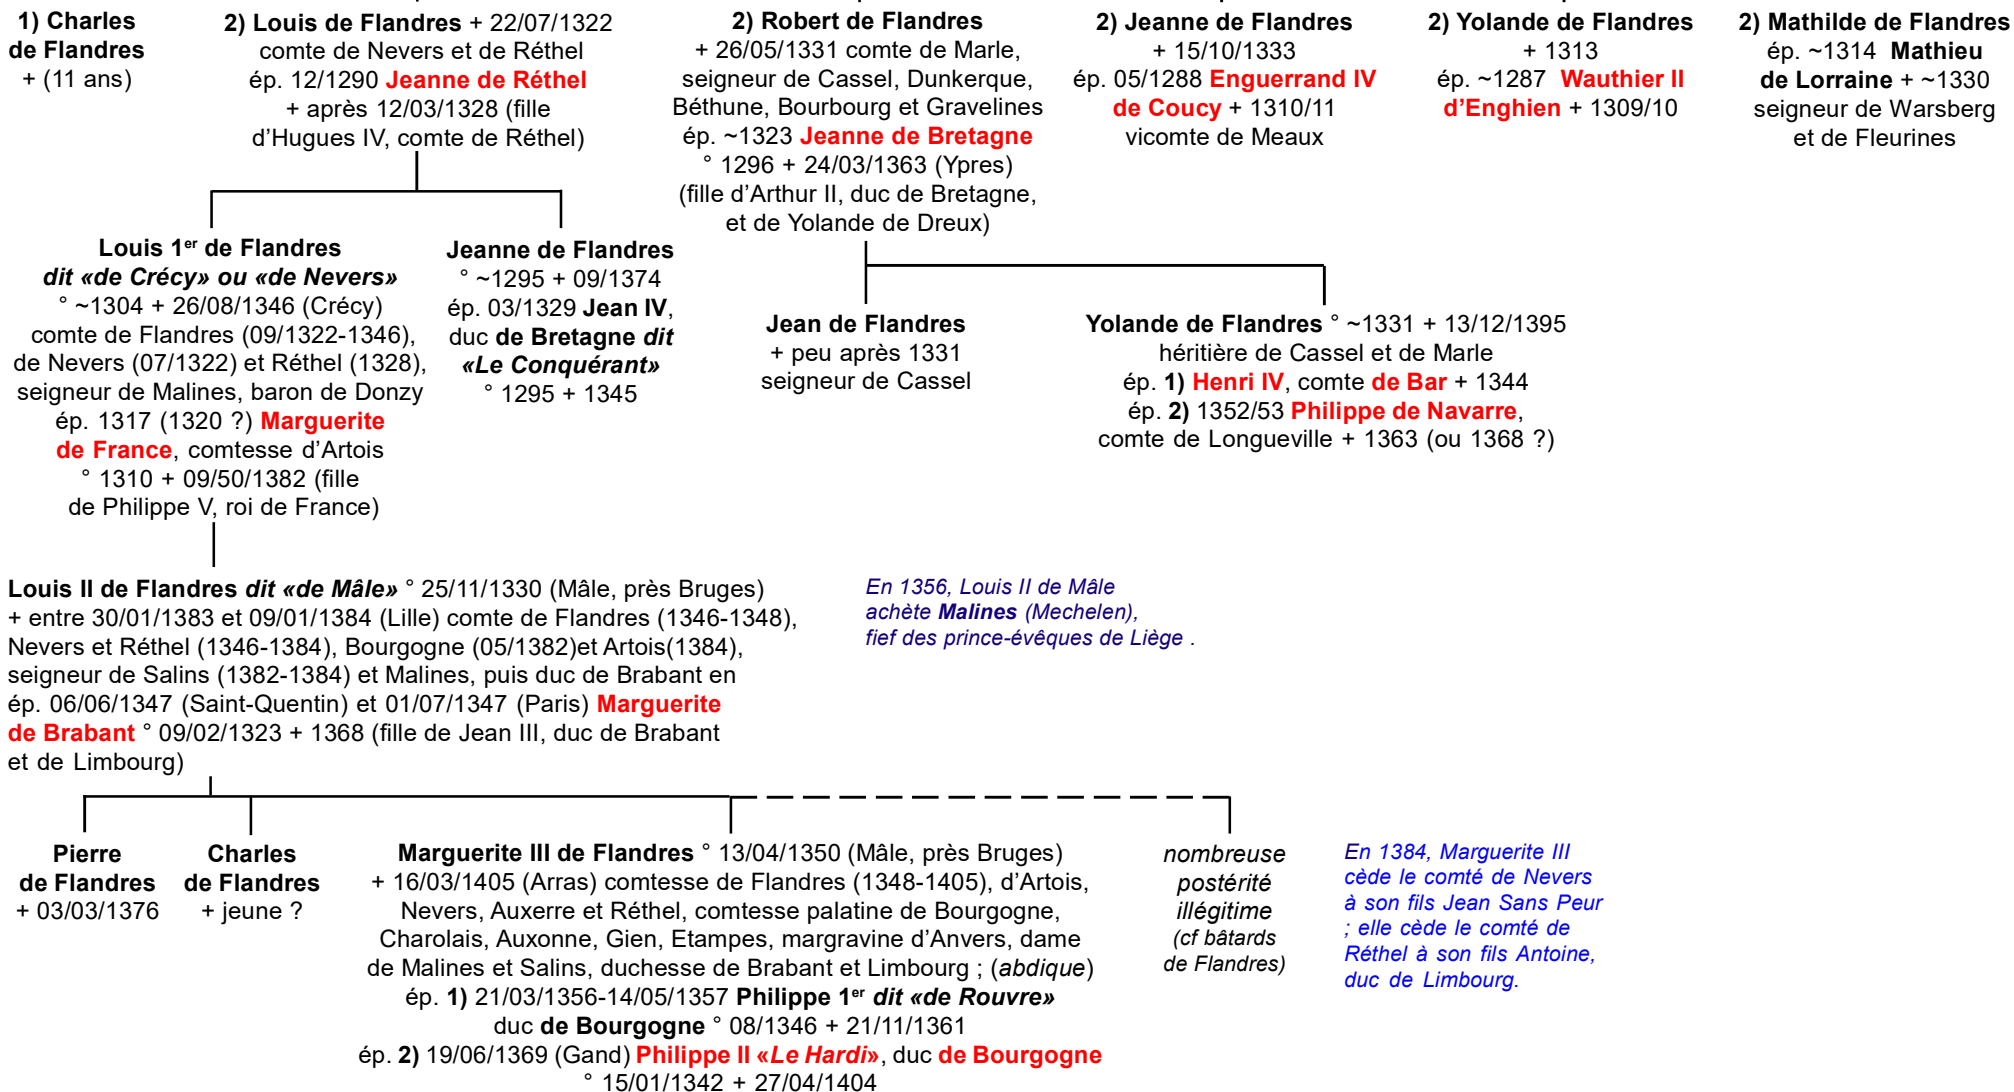 1) Charles
de Flandres
+ (11 ans)
2) Louis de Flandres + 22/07/1322
comte de Nevers et de Réthel
ép. 12/1290 Jeanne de Réthel
+ après 12/03/1328 (fille
d'Hugues IV, comte de Réthel)
2) Robert de Flandres
+ 26/05/1331 comte de Marle,
seigneur de Cassel, Dunkerque,
Béthune, Bourbourg et Gravelines
ép. ~1323 Jeanne de Bretagne
° 1296 + 24/03/1363 (Ypres)
(fille d'Arthur II, duc de Bretagne,
et de Yolande de Dreux)
2) Jeanne de Flandres
+ 15/10/1333
ép. 05/1288 Enguerrand IV
de Coucy + 1310/11
vicomte de Meaux
2) Yolande de Flandres
+ 1313
ép. ~1287 Wauthier II
d'Enghien + 1309/10
2) Mathilde de Flandres
ép. ~1314 Mathieu
de Lorraine + ~1330
seigneur de Warsberg
et de Fleurines
Louis 1er de Flandres
dit «de Crécy» ou «de Nevers»
° ~1304 + 26/08/1346 (Crécy)
comte de Flandres (09/1322-1346),
de Nevers (07/1322) et Réthel (1328),
seigneur de Malines, baron de Donzy
ép. 1317 (1320 ?) Marguerite
de France, comtesse d'Artois
° 1310 + 09/50/1382 (fille
de Philippe V, roi de France)
Jeanne de Flandres
° ~1295 + 09/1374
ép. 03/1329 Jean IV,
duc de Bretagne dit
«Le Conquérant»
° 1295 + 1345
Jean de Flandres
+ peu après 1331
seigneur de Cassel
Yolande de Flandres ° ~1331 + 13/12/1395
héritière de Cassel et de Marle
ép. 1) Henri IV, comte de Bar + 1344
ép. 2) 1352/53 Philippe de Navarre,
comte de Longueville + 1363 (ou 1368 ?)
Louis II de Flandres dit «de Mâle» ° 25/11/1330 (Mâle, près Bruges)
+ entre 30/01/1383 et 09/01/1384 (Lille) comte de Flandres (1346-1348),
Nevers et Réthel (1346-1384), Bourgogne (05/1382)et Artois(1384),
seigneur de Salins (1382-1384) et Malines, puis duc de Brabant en
ép. 06/06/1347 (Saint-Quentin) et 01/07/1347 (Paris) Marguerite
de Brabant ° 09/02/1323 + 1368 (fille de Jean III, duc de Brabant
et de Limbourg)
En 1356, Louis II de Mâle
achète Malines (Mechelen),
fief des prince-évêques de Liège .
Pierre
de Flandres
+ 03/03/1376
Charles
de Flandres
+ jeune ?
Marguerite III de Flandres ° 13/04/1350 (Mâle, près Bruges)
+ 16/03/1405 (Arras) comtesse de Flandres (1348-1405), d'Artois,
Nevers, Auxerre et Réthel, comtesse palatine de Bourgogne,
Charolais, Auxonne, Gien, Etampes, margravine d'Anvers, dame
de Malines et Salins, duchesse de Brabant et Limbourg ; (abdique)
ép. 1) 21/03/1356-14/05/1357 Philippe 1er dit «de Rouvre»
duc de Bourgogne ° 08/1346 + 21/11/1361
ép. 2) 19/06/1369 (Gand) Philippe II «Le Hardi», duc de Bourgogne
° 15/01/1342 + 27/04/1404
nombreuse
postérité
illégitime
(cf bâtards
de Flandres)
En 1384, Marguerite III
cède le comté de Nevers
à son fils Jean Sans Peur
; elle cède le comté de
Réthel à son fils Antoine,
duc de Limbourg.